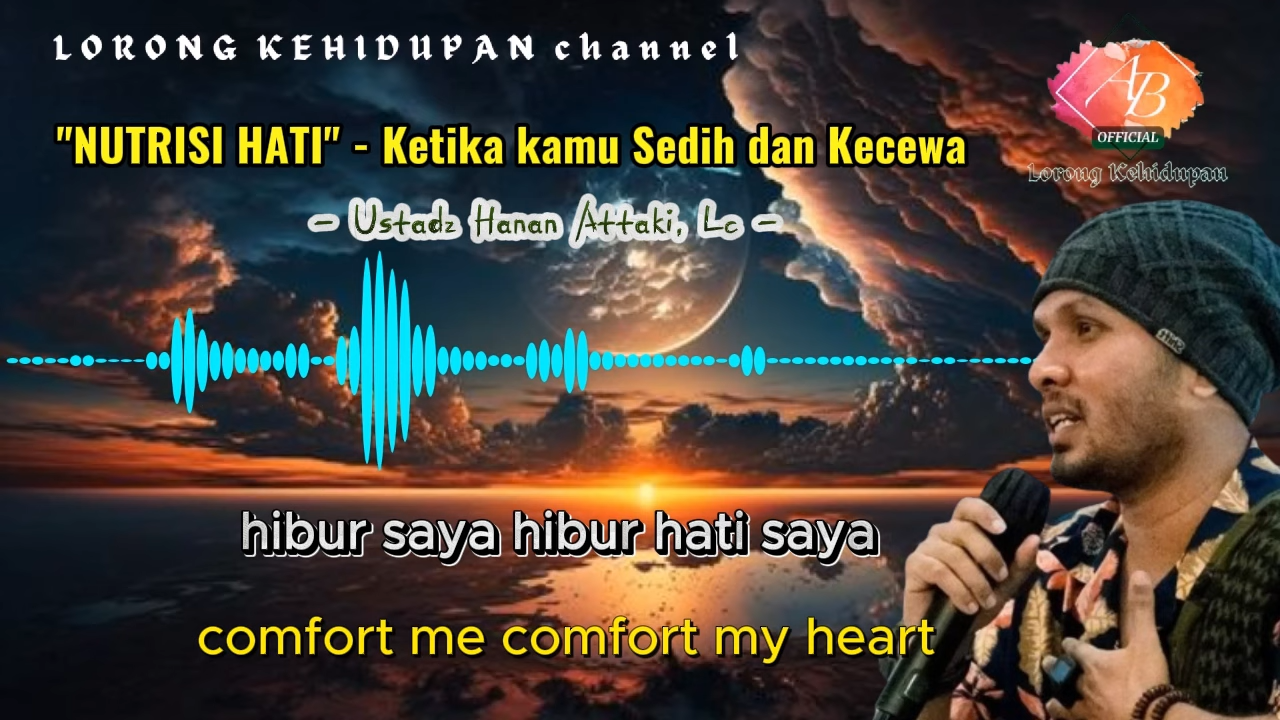 LORONG KEHIDUPAN channel
AB
OFFICIAL
Lorong Kehidupan
"NUTRISI HATI" - Ketika kamu Sedih dan Kecewa
- Ustadz Hanan Attaki, Lc -
hibur saya hibur hati saya
comfort me comfort my heart